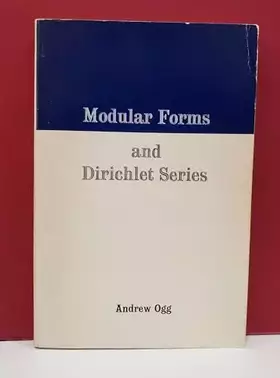 Modular Forms
and
Dirichlet Series
Andrew Ogg